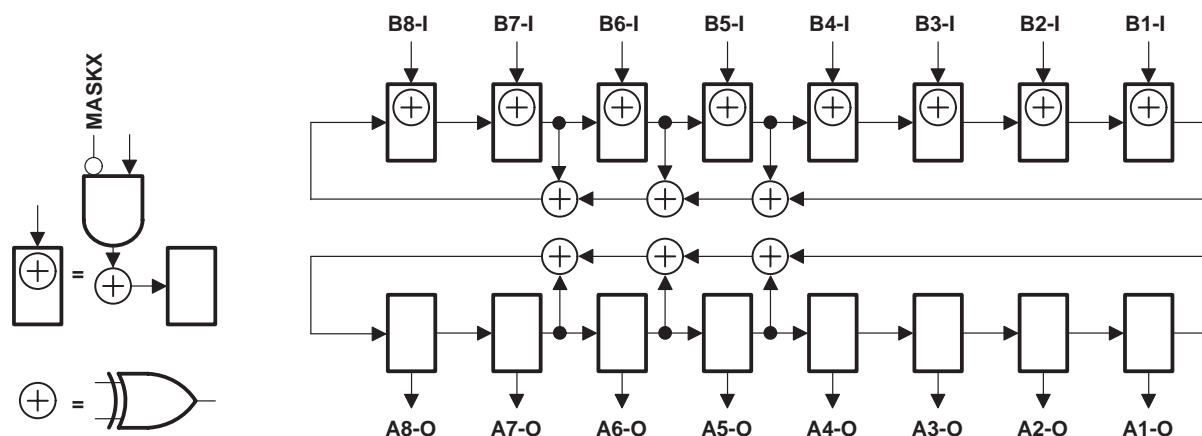 B8-I B7-I B6-I B5-I B4-I B3-I B2-I B1-I
MASKX
=
=
A8-O A7-O A6-O A5-O A4-O A3-O A2-O A1-O